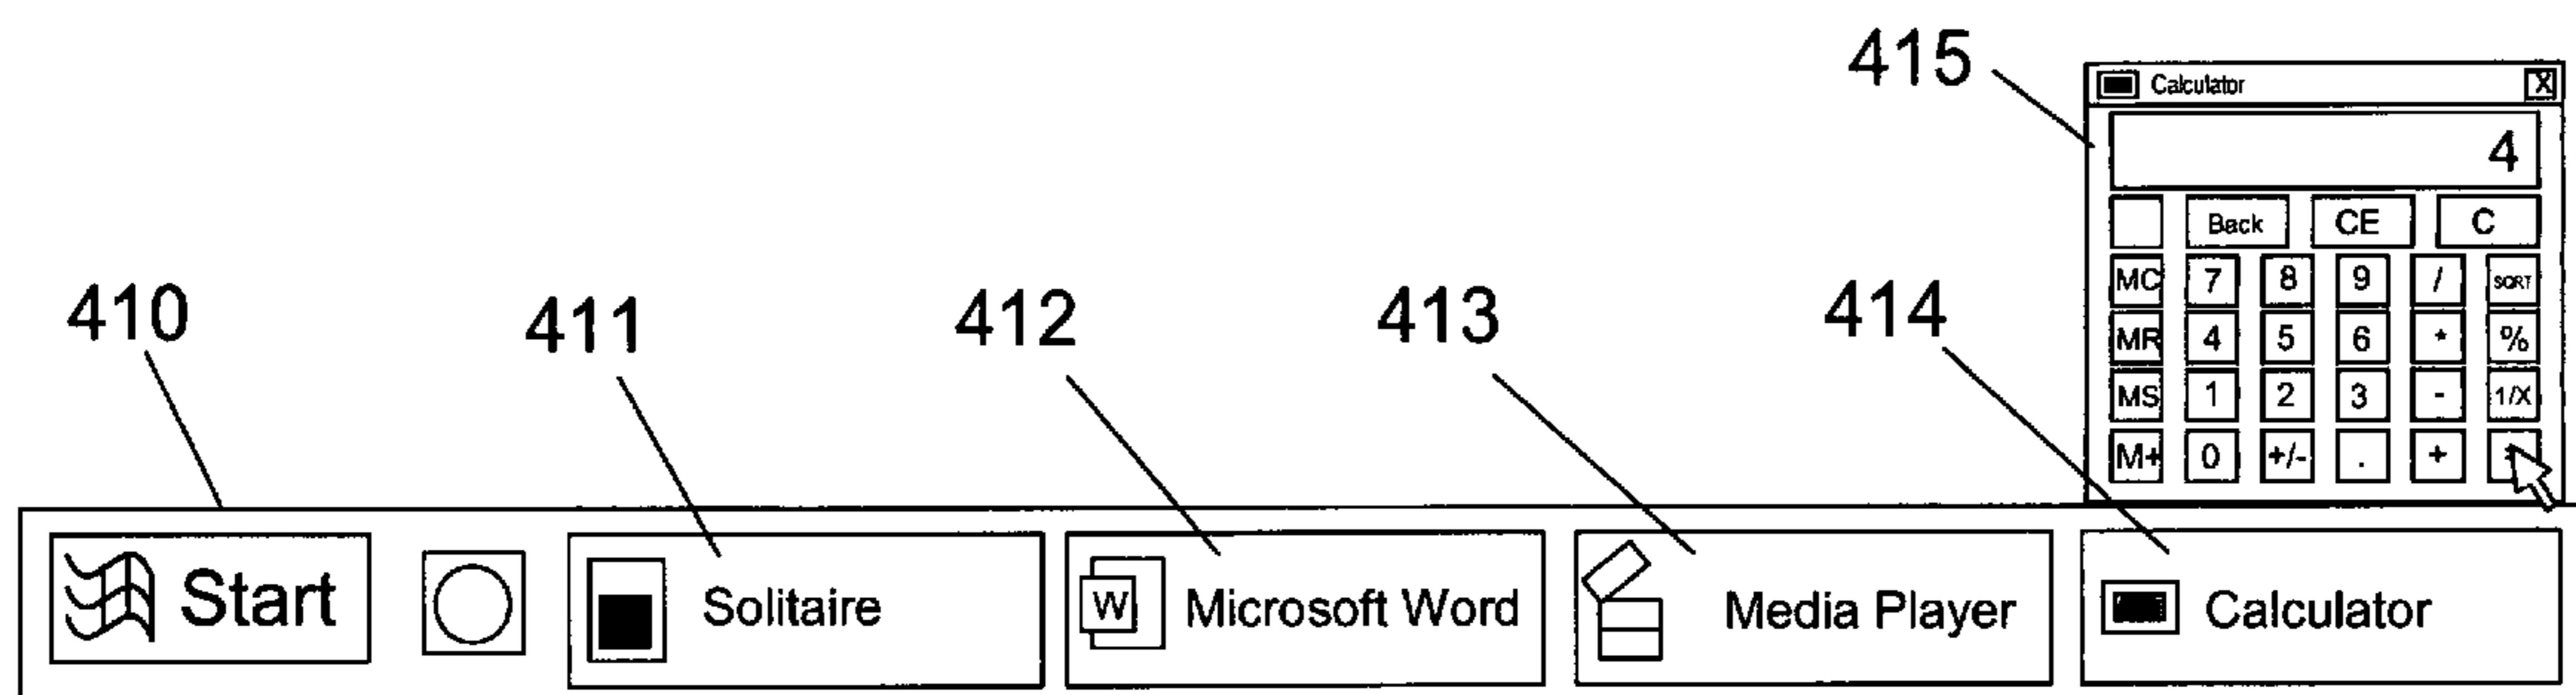 415
Calculator X
4
Back CE C
MC 7 8 9 / SQRT
MR 4 5 6 * %
MS 1 2 3 - 1/X
M+ 0 +/- . +
410 411 412 413 414
Start Solitaire W Microsoft Word Media Player Calculator